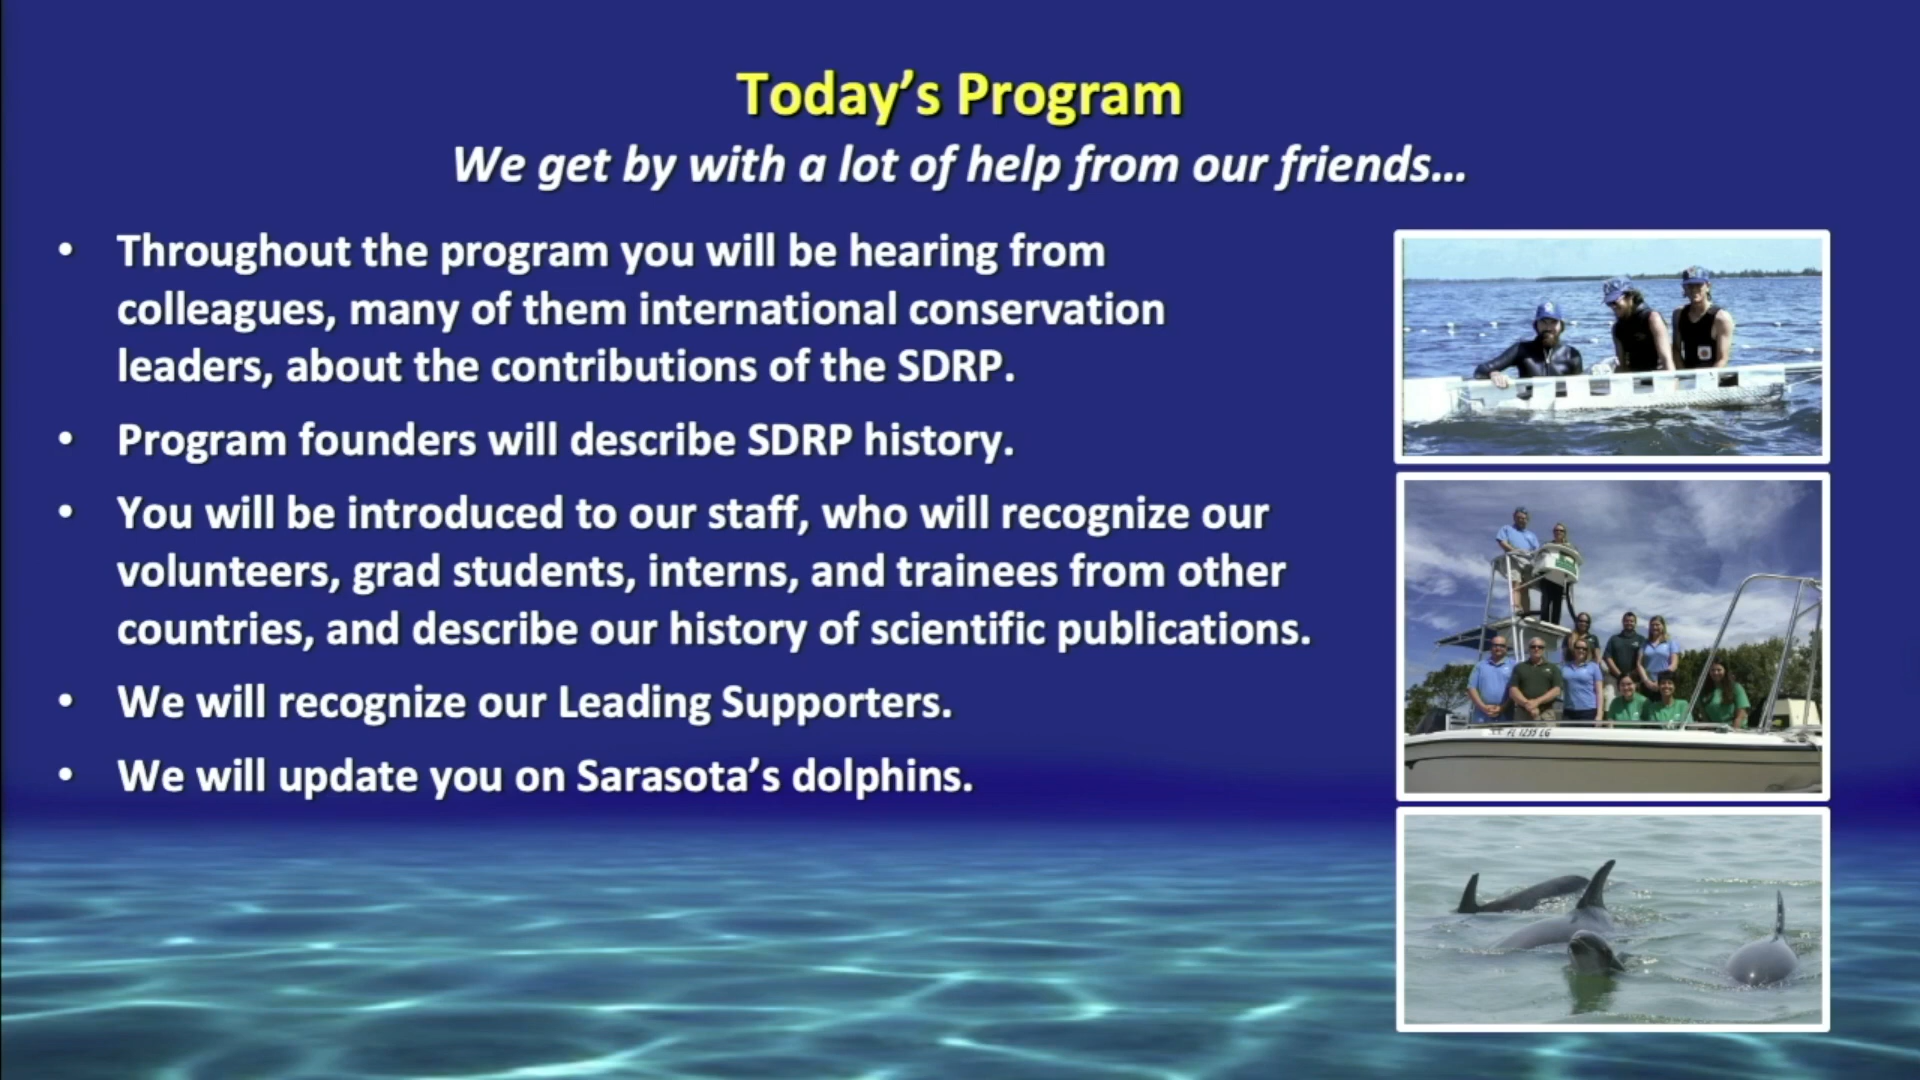 Today's Program
We get by with a lot of help from our friends...
• Throughout the program you will be hearing from
colleagues, many of them international conservation
leaders, about the contributions of the SDRP.
• Program founders will describe SDRP history.
• You will be introduced to our staff, who will recognize our
volunteers, grad students, interns, and trainees from other
countries, and describe our history of scientific publications.
• We will recognize our Leading Supporters.
• We will update you on Sarasota's dolphins.